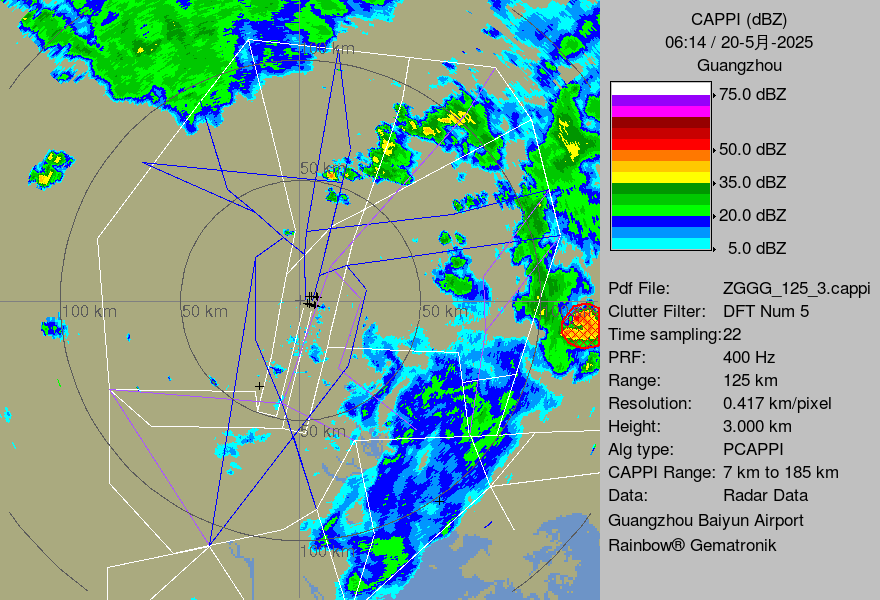 100 km
50 km
100 km
50 km
50 km
50 km
100 km
CAPPI (dBZ)
06:14 / 20-5月-2025
Guangzhou
75.0 dBZ
50.0 dBZ
35.0 dBZ
20.0 dBZ
5.0 dBZ
Pdf File: ZGGG_125_3.cappi
Clutter Filter: DFT Num 5
Time sampling:22
PRF: 400 Hz
Range: 125 km
Resolution: 0.417 km/pixel
Height: 3.000 km
Alg type: PCAPPI
CAPPI Range: 7 km to 185 km
Data: Radar Data
Guangzhou Baiyun Airport
Rainbow® Gematronik